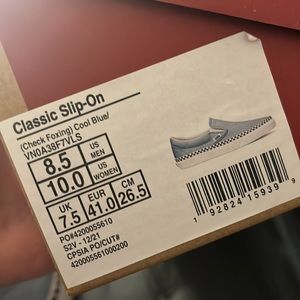 Classic Slip-On
(Check Foxing) Cool Blue/
VN0A38F7VLS
8.5 US MEN
10.0 US WOMEN
UK 7.5 EUR 41.0 CM 26.5
PO#4200055610
S2V - 12/21
CPSIA PO/CUT#
420005561000200
1 92824 15939 9